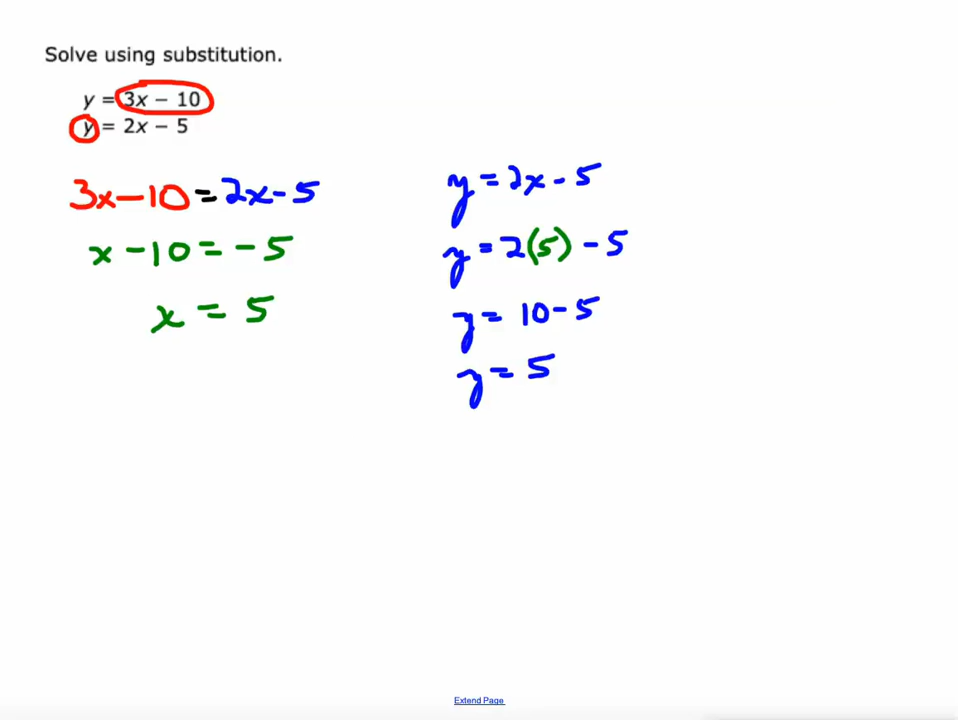 Solve using substitution.
y = 3x − 10
y = 2x − 5
3x − 10 = 2x − 5
x − 10 = − 5
x = 5
y = 2x − 5
y = 2(5) − 5
y = 10 − 5
y = 5
Extend Page